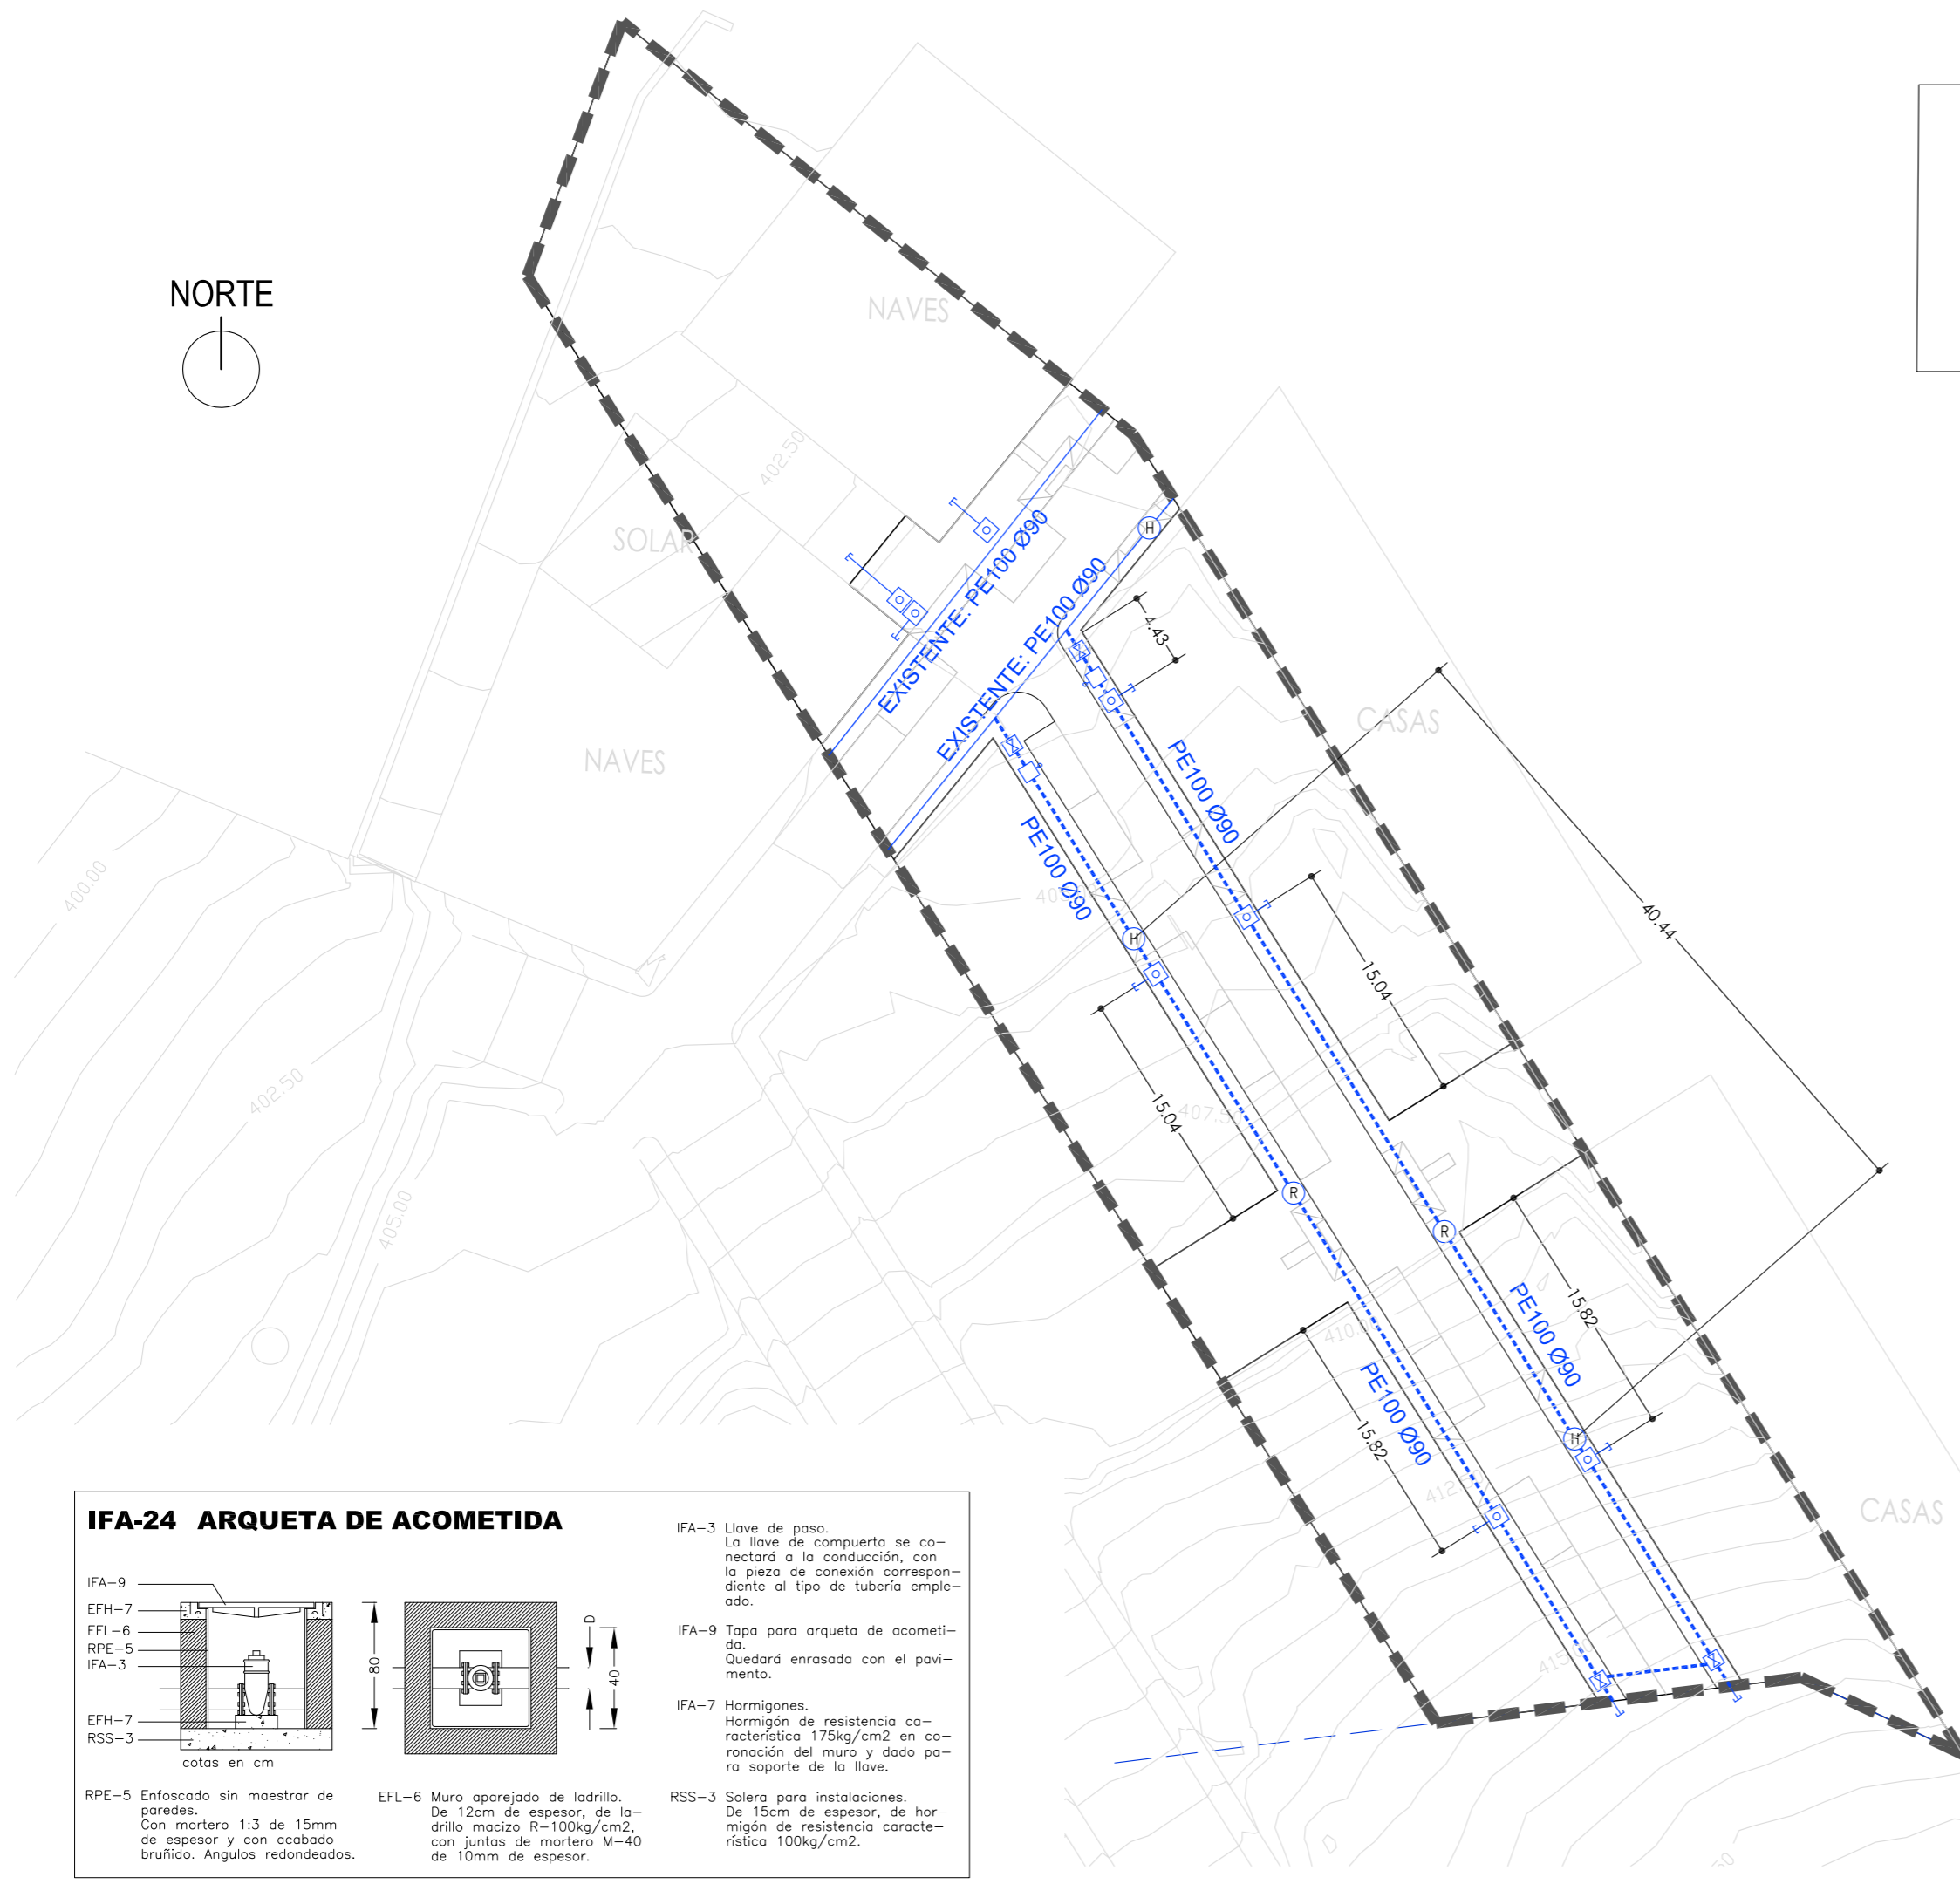 NORTE
NAVES
402.50
SOLAR
EXISTENTE: PE100 Ø90
H
EXISTENTE: PE100 Ø90
4.43
CASAS
NAVES
PE100 Ø90
400.00
PE100 Ø90
40.44
H
15.04
402.50
15.04
407.50
R
R
405.00
15.82
PE100 Ø90
410.
15.82
PE100 Ø90
H
412.
CASAS
415.
IFA-24 ARQUETA DE ACOMETIDA
IFA-9
EFH-7
EFL-6
RPE-5
IFA-3
EFH-7
RSS-3
80
D
40
cotas en cm
IFA-3 Llave de paso.
La llave de compuerta se co-
nectará a la conducción, con
la pieza de conexión correspon-
diente al tipo de tubería emple-
ado.
IFA-9 Tapa para arqueta de acometi-
da.
Quedará enrasada con el pavi-
mento.
IFA-7 Hormigones.
Hormigón de resistencia ca-
racterística 175kg/cm2 en co-
ronación del muro y dado pa-
ra soporte de la llave.
RPE-5 Enfoscado sin maestrar de
paredes.
Con mortero 1:3 de 15mm
de espesor y con acabado
bruñido. Angulos redondeados.
EFL-6 Muro aparejado de ladrillo.
De 12cm de espesor, de la-
drillo macizo R-100kg/cm2,
con juntas de mortero M-40
de 10mm de espesor.
RSS-3 Solera para instalaciones.
De 15cm de espesor, de hor-
migón de resistencia caracte-
rística 100kg/cm2.